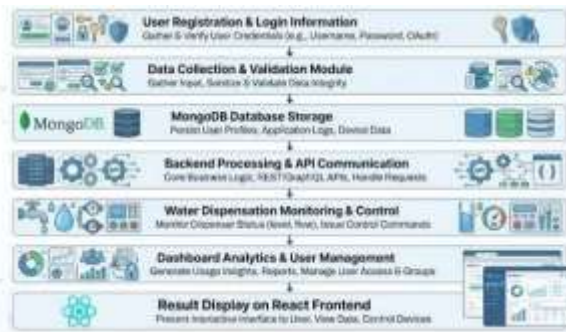 User Registration & Login Information
Gather & Verify User Credentials (e.g., Username, Password, OAuth)
Data Collection & Validation Module
Gather Input, Sanitize & Validate Data Integrity
MongoDB
MongoDB Database Storage
Persist User Profiles, Application Logs, Device Data
Backend Processing & API Communication
Core Business Logic, REST/GraphQL APIs, Handle Requests
Water Dispensation Monitoring & Control
Monitor Dispenser Status (level, flow), Issue Control Commands
Dashboard Analytics & User Management
Generate Usage Insights, Reports, Manage User Access & Groups
Result Display on React Frontend
Present Interactive Interface to User, View Data, Control Devices